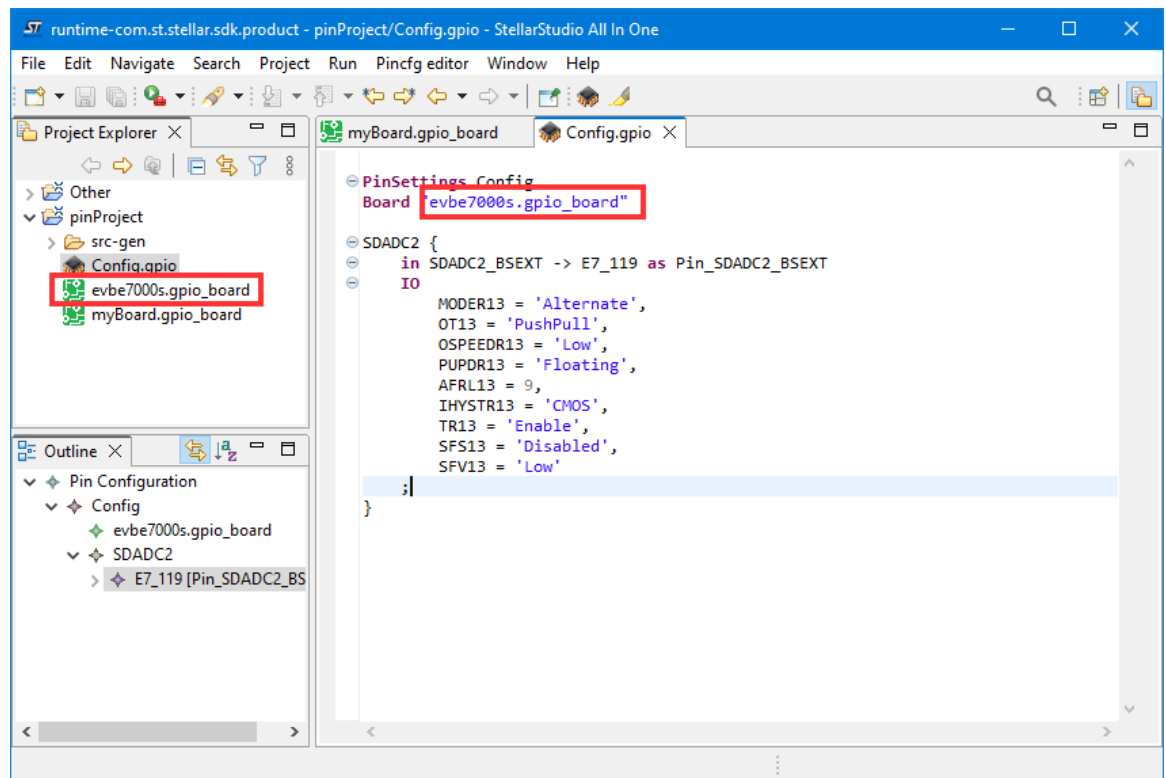 ST runtime-com.st.stellar.sdk.product - pinProject/Config.gpio - StellarStudio All In One
File Edit Navigate Search Project Run Pincfg editor Window Help
Project Explorer
Other
pinProject
src-gen
Config.gpio
evbe7000s.gpio_board
myBoard.gpio_board
Outline
Pin Configuration
Config
evbe7000s.gpio_board
SDADC2
E7_119 [Pin_SDADC2_BS
myBoard.gpio_board Config.gpio
PinSettings Config
Board "evbe7000s.gpio_board"
SDADC2 {
in SDADC2_BSEXT -> E7_119 as Pin_SDADC2_BSEXT
IO
MODER13 = 'Alternate',
OT13 = 'PushPull',
OSPEEDR13 = 'Low',
PUPDR13 = 'Floating',
AFRL13 = 9,
IHYSTR13 = 'CMOS',
TR13 = 'Enable',
SFS13 = 'Disabled',
SFV13 = 'Low'
;
}